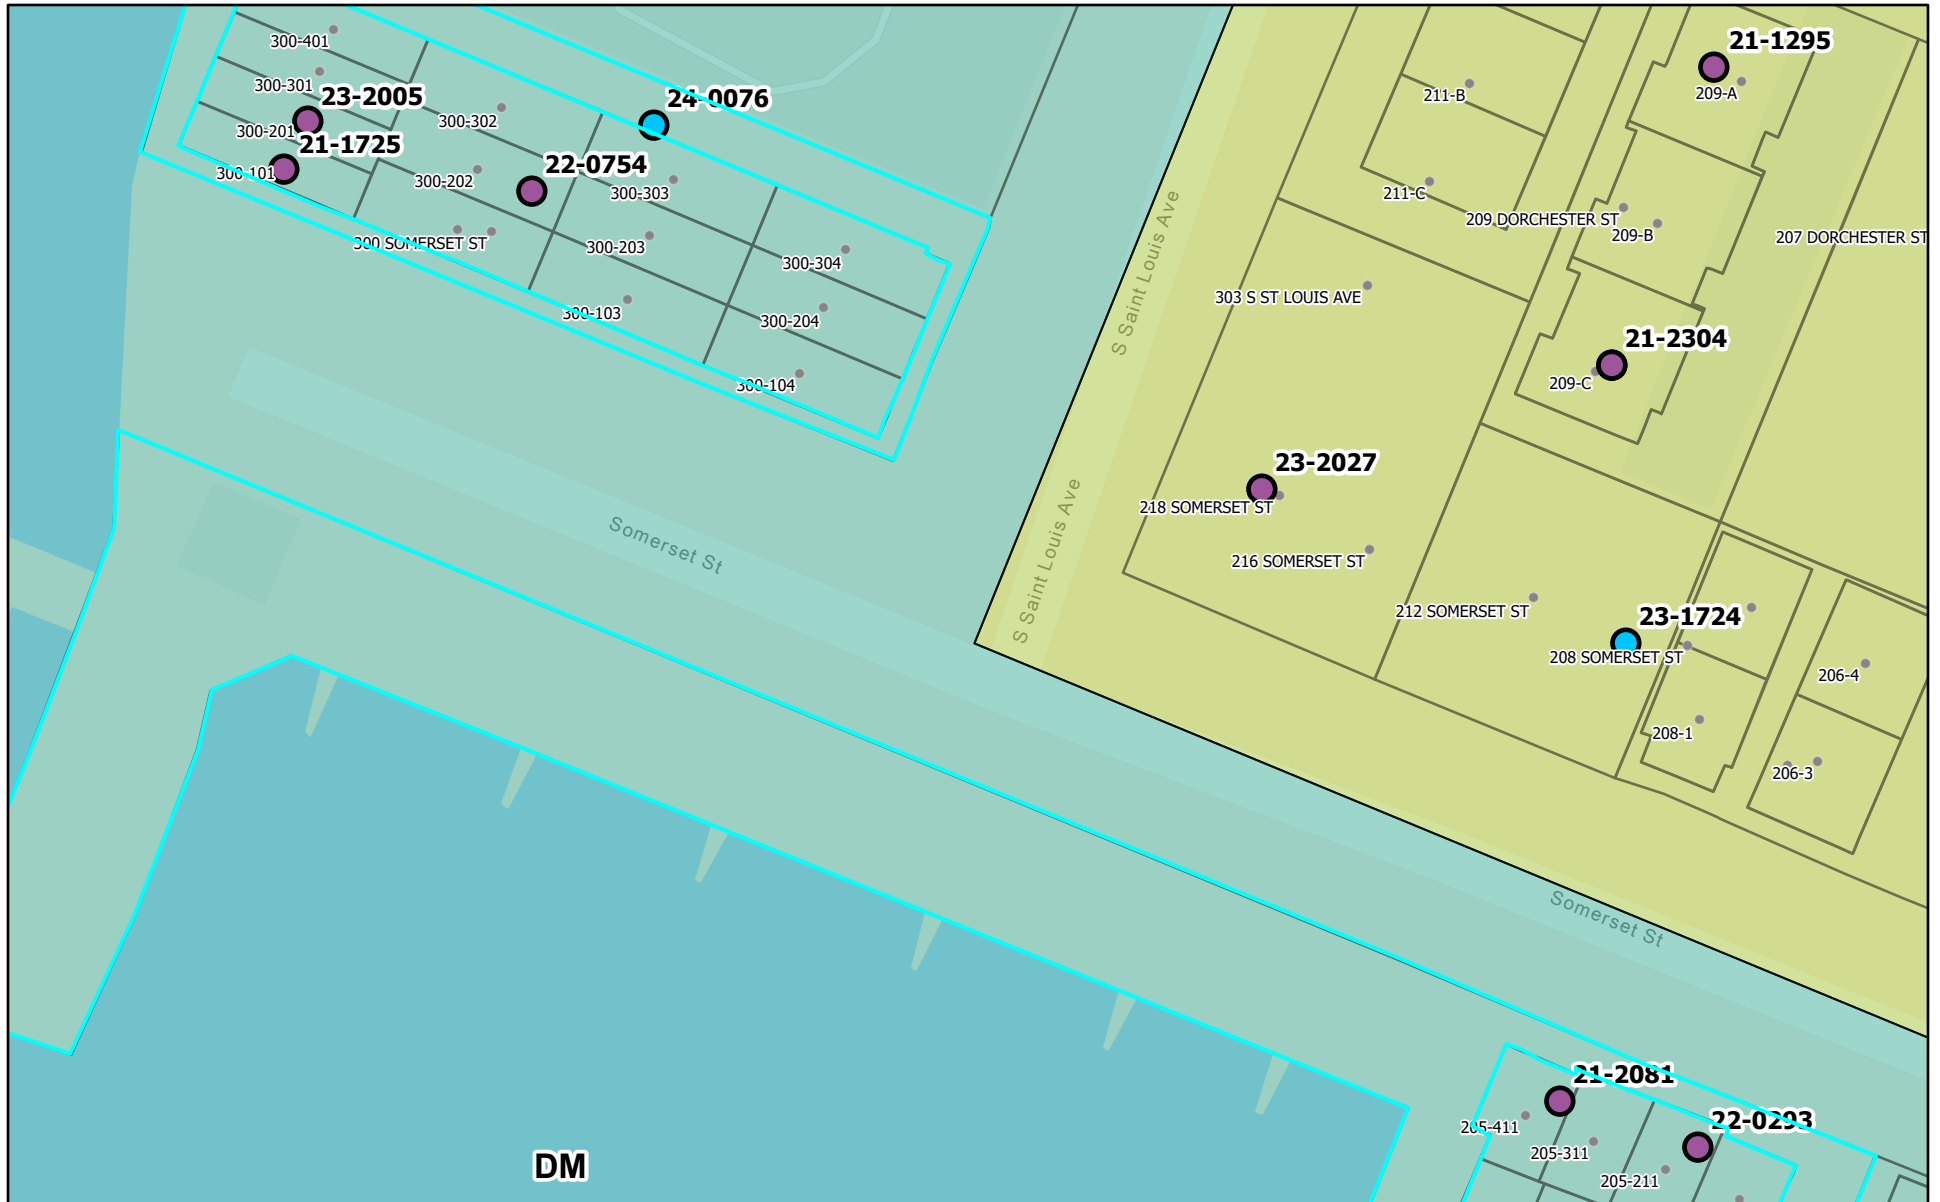 300-401
21-1295
300-301
211-B
209-A
23-2005
24-0076
300-302
300-201
21-1725
300-101
22-0754
300-202
300-303
211-C
209 DORCHESTER ST
209-B
207 DORCHESTER ST
300 SOMERSET ST
300-203
300-304
S Saint Louis Ave
303 S ST LOUIS AVE
300-103
300-204
21-2304
300-104
209-C
23-2027
218 SOMERSET ST
Somerset St
S Saint Louis Ave
216 SOMERSET ST
212 SOMERSET ST
23-1724
208 SOMERSET ST
206-4
208-1
206-3
Somerset St
21-2081
205-411
22-0293
205-311
205-211
DM